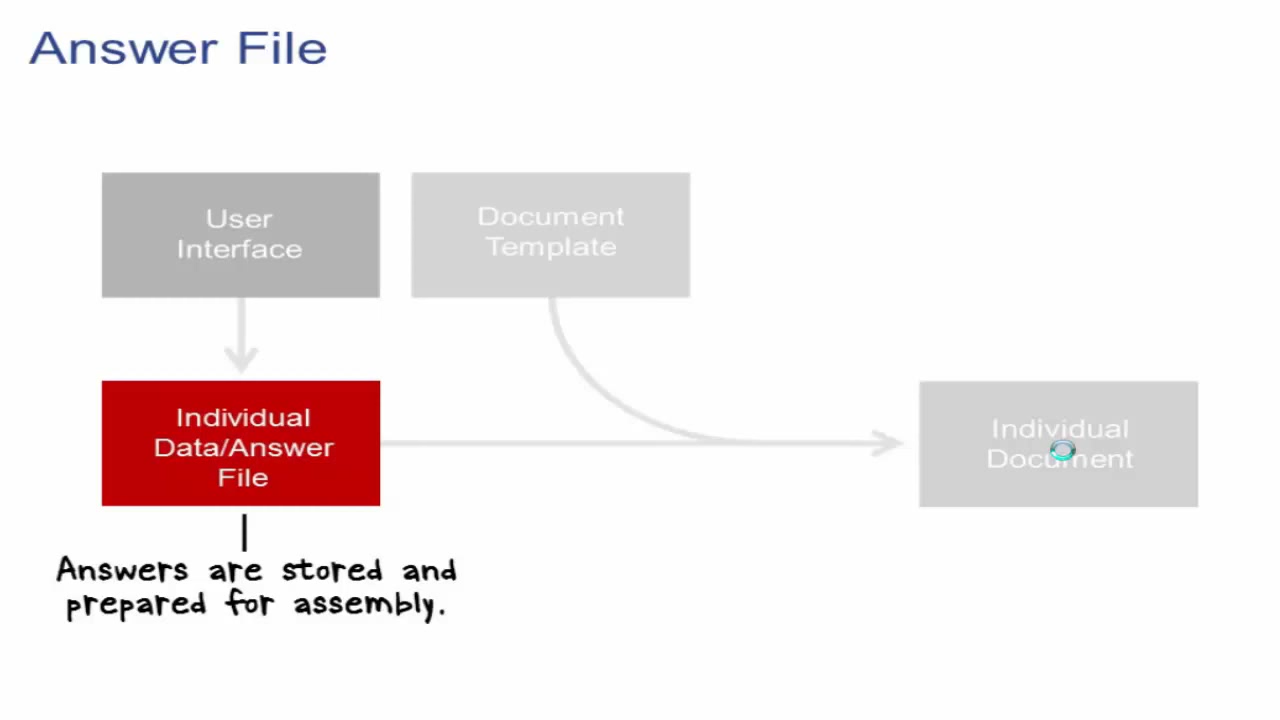 Answer File
User
Interface
Document
Template
Individual
Data/Answer
File
Individual
Document
Answers are stored and
prepared for assembly.